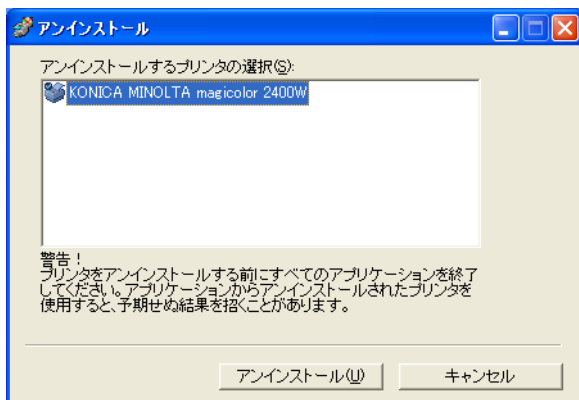 アンインストール
アンインストールするプリンタの選択(S):
KONICA MINOLTA magicolor 2400W
警告!
プリンタをアンインストールする前にすべてのアプリケーションを終了
してください。アプリケーションからアンインストールされたプリンタを
使用すると、予期せぬ結果を招くことがあります。
アンインストール(U) キャンセル